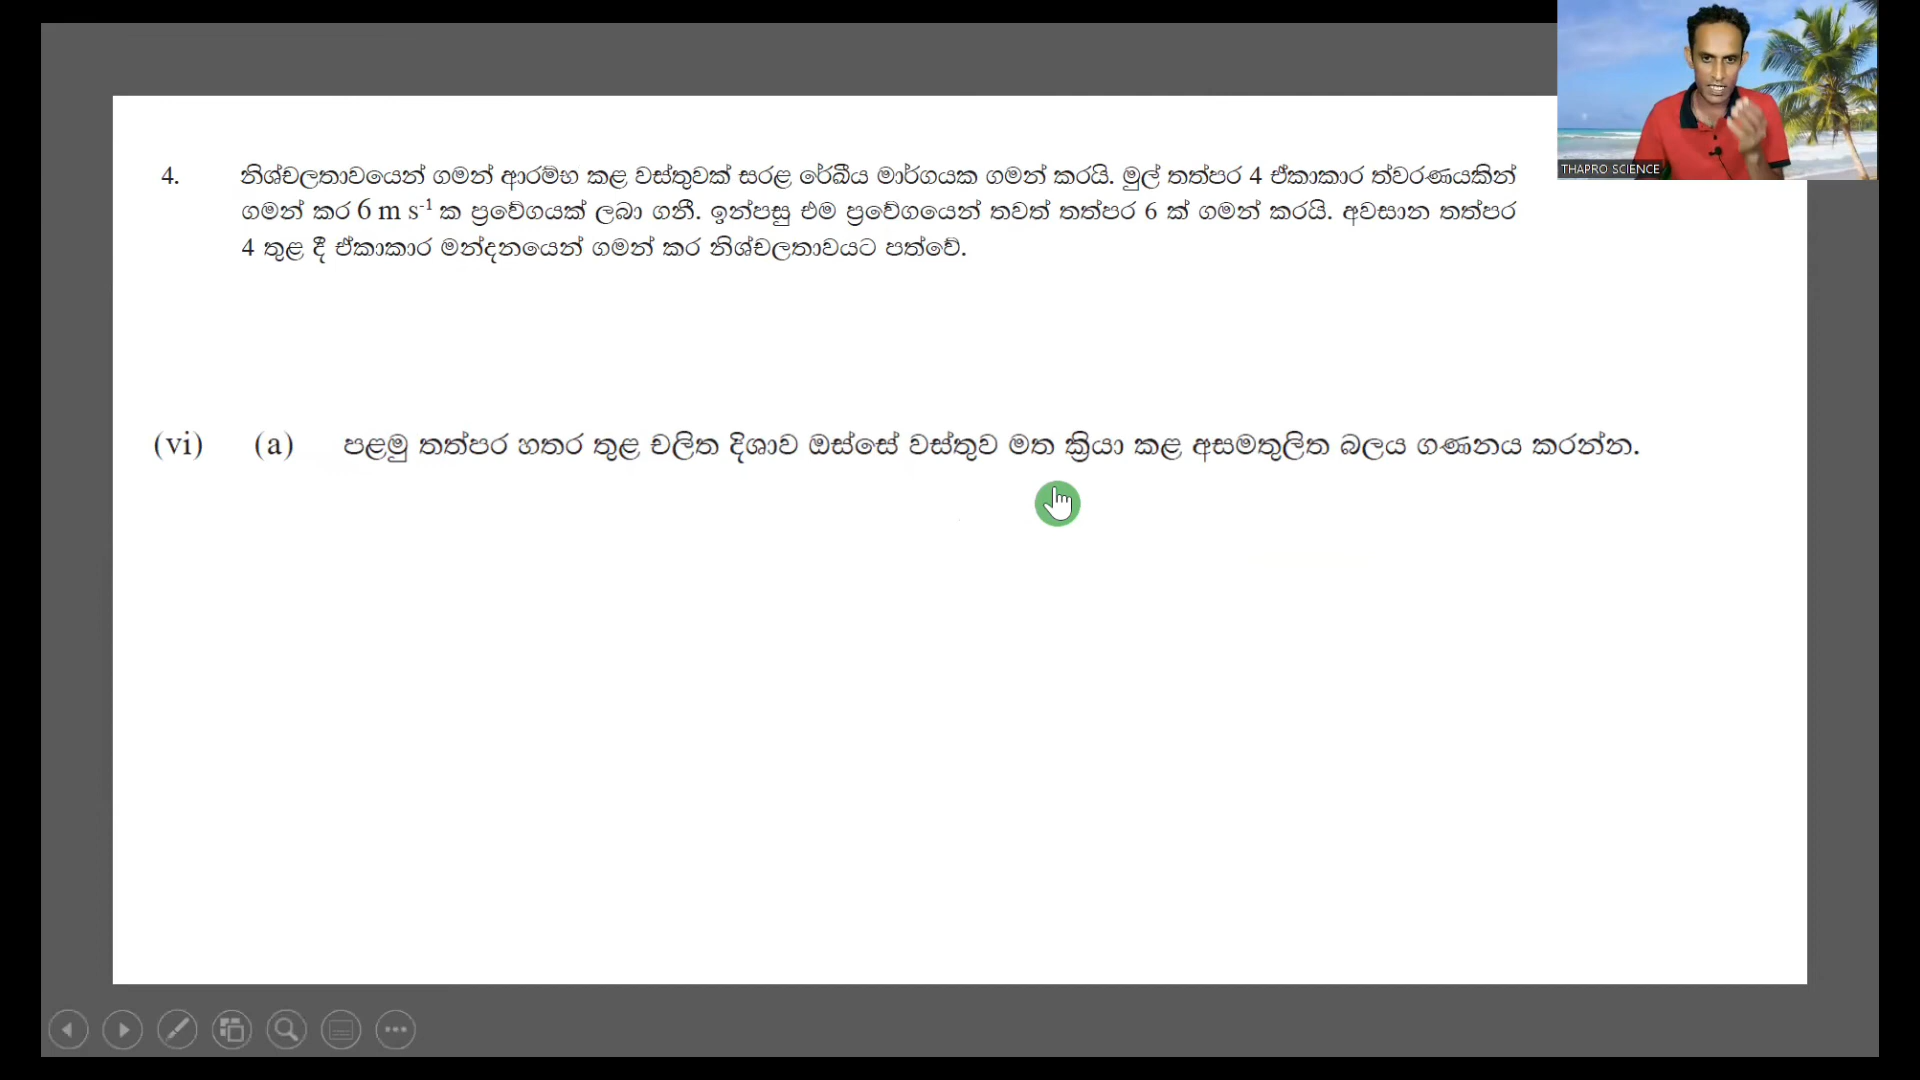 THAPRO SCIENCE
4. නිශ්චලතාවයෙන් ගමන් ආරම්භ කළ වස්තුවක් සරළ රේඛීය මාර්ගයක ගමන් කරයි. මුල් තත්පර 4 ඒකාකාර ත්වරණයකින්
ගමන් කර 6 m s⁻¹ ක ප්‍රවේගයක් ලබා ගනී. ඉන්පසු එම ප්‍රවේගයෙන් තවත් තත්පර 6 ක් ගමන් කරයි. අවසාන තත්පර
4 තුළ දී ඒකාකාර මන්දනයෙන් ගමන් කර නිශ්චලතාවයට පත්වේ.
(vi) (a) පළමු තත්පර හතර තුළ චලිත දිශාව ඔස්සේ වස්තුව මත ක්‍රියා කළ අසමතුලිත බලය ගණනය කරන්න.